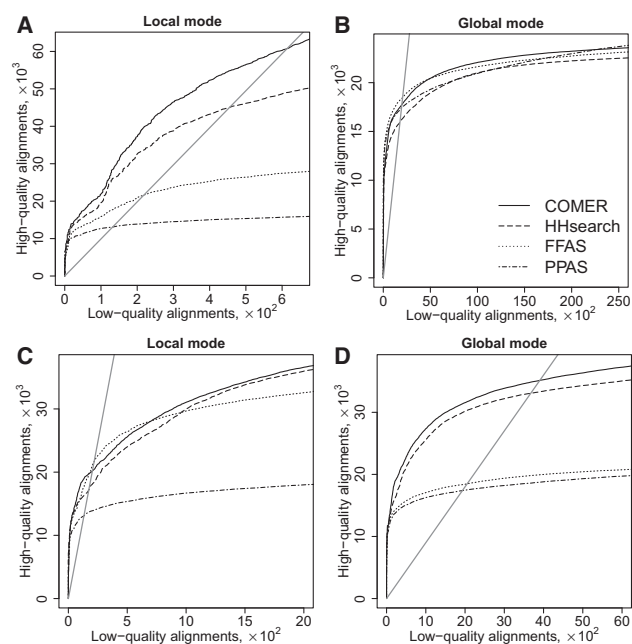 A
Local mode
High-quality alignments, ×10³
60
50
40
30
20
10
0
0 1 2 3 4 5 6
Low-quality alignments, ×10²
B
Global mode
High-quality alignments, ×10³
20
15
10
5
0
COMER
HHsearch
FFAS
PPAS
0 50 100 150 200 250
Low-quality alignments, ×10²
C
Local mode
High-quality alignments, ×10³
30
20
10
0
0 5 10 15 20
Low-quality alignments, ×10²
D
Global mode
High-quality alignments, ×10³
30
20
10
0
0 10 20 30 40 50 60
Low-quality alignments, ×10²